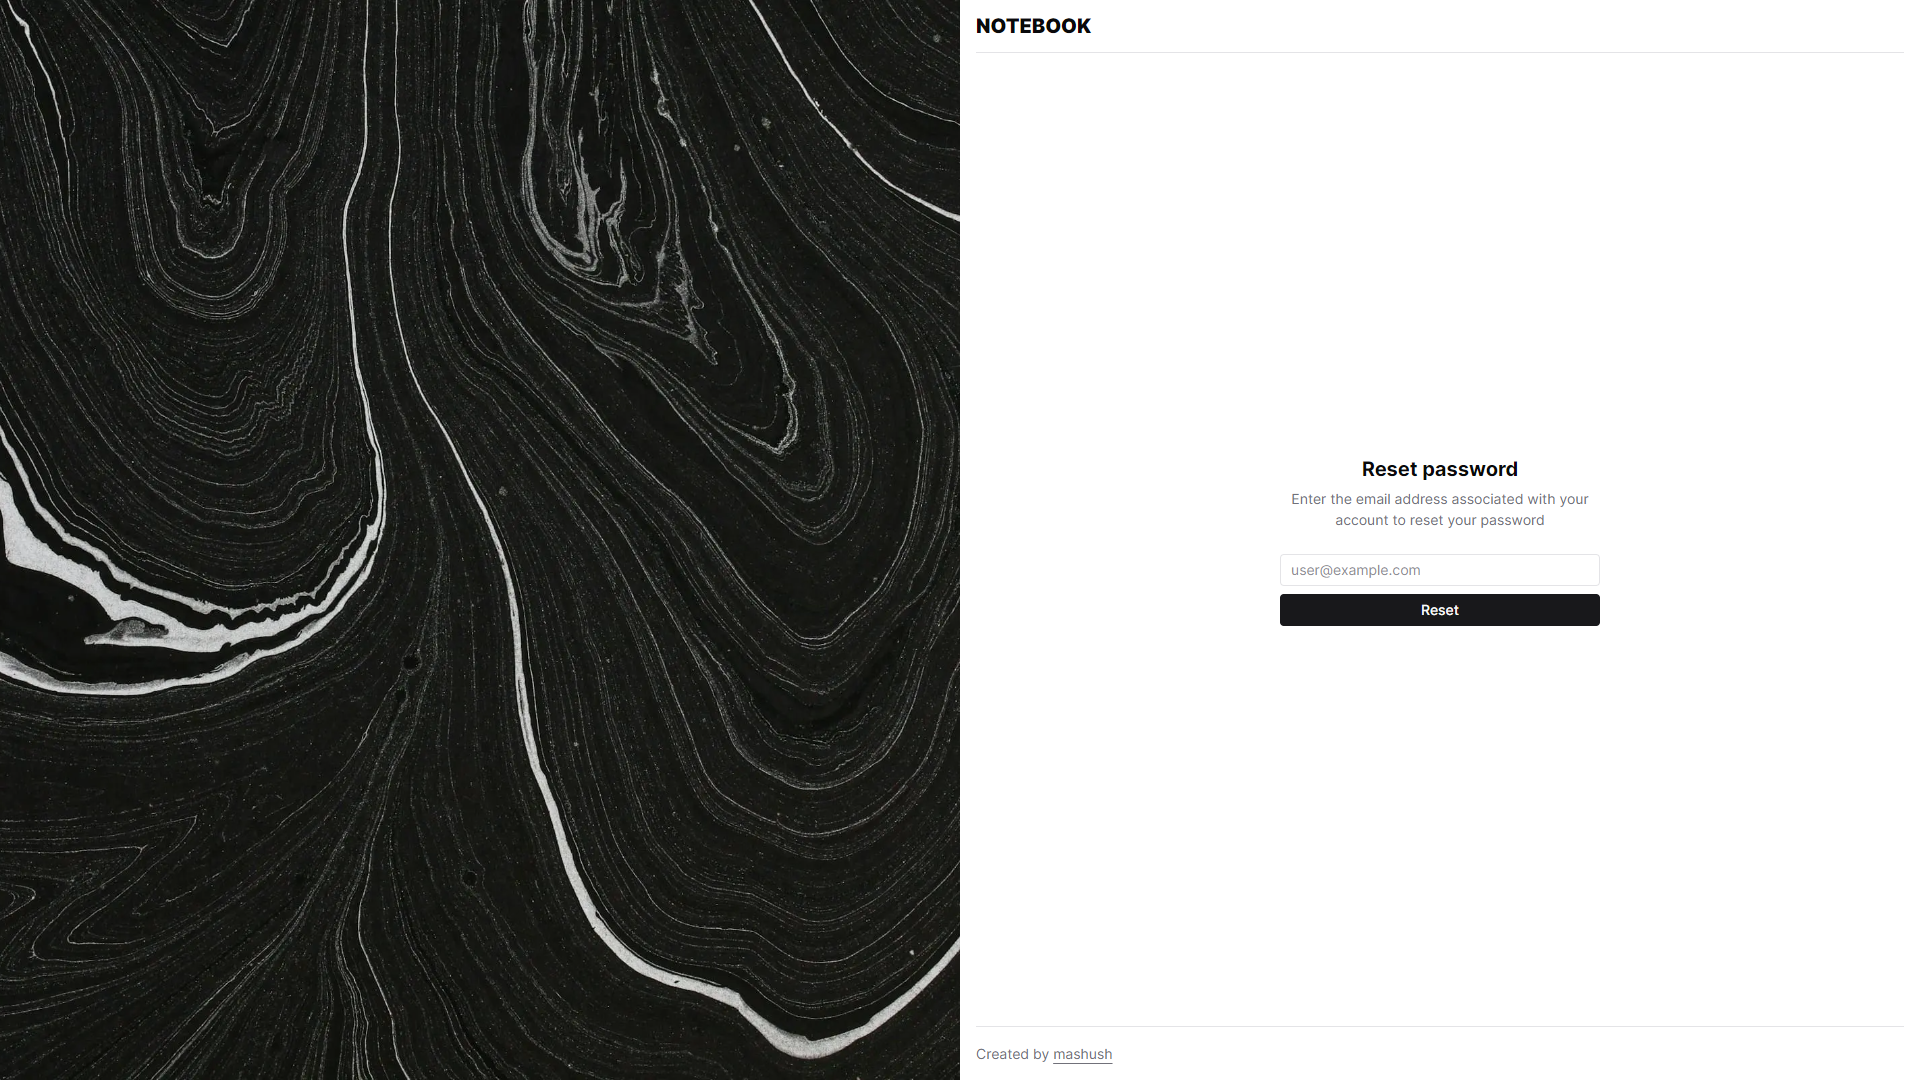 NOTEBOOK
Reset password
Enter the email address associated with your
account to reset your password
user@example.com
Reset
Created by mashush